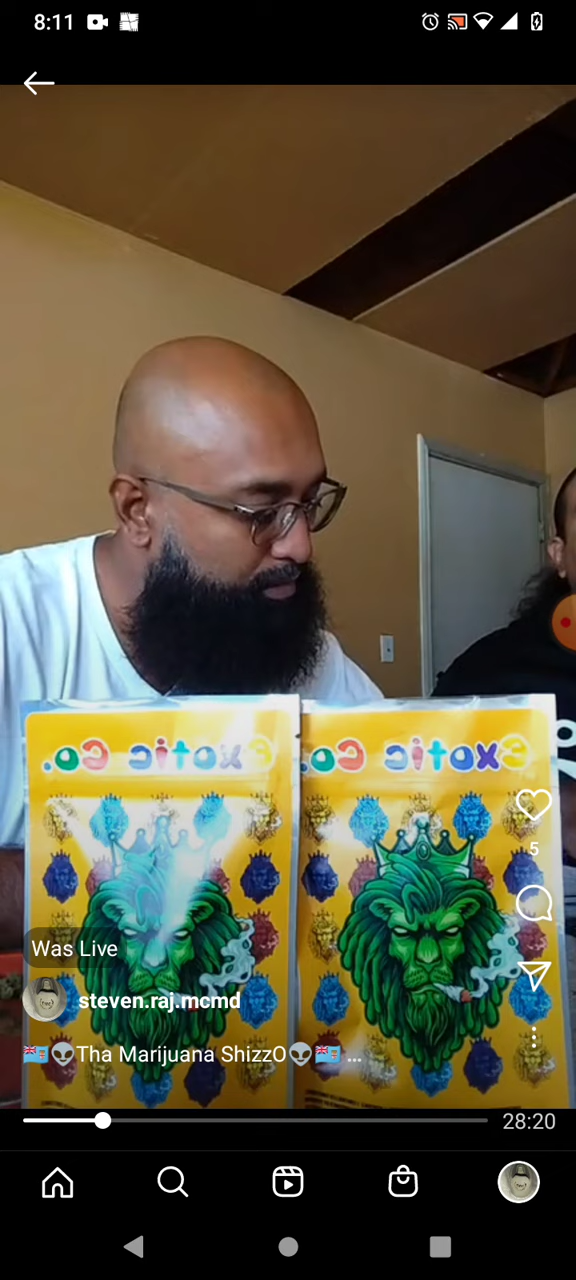 8:11
Exotic Co.
Exotic Co.
Was Live
5
steven.raj.mcmd
🇫🇯👽Tha Marijuana ShizzO👽🇫🇯 ...
28:20